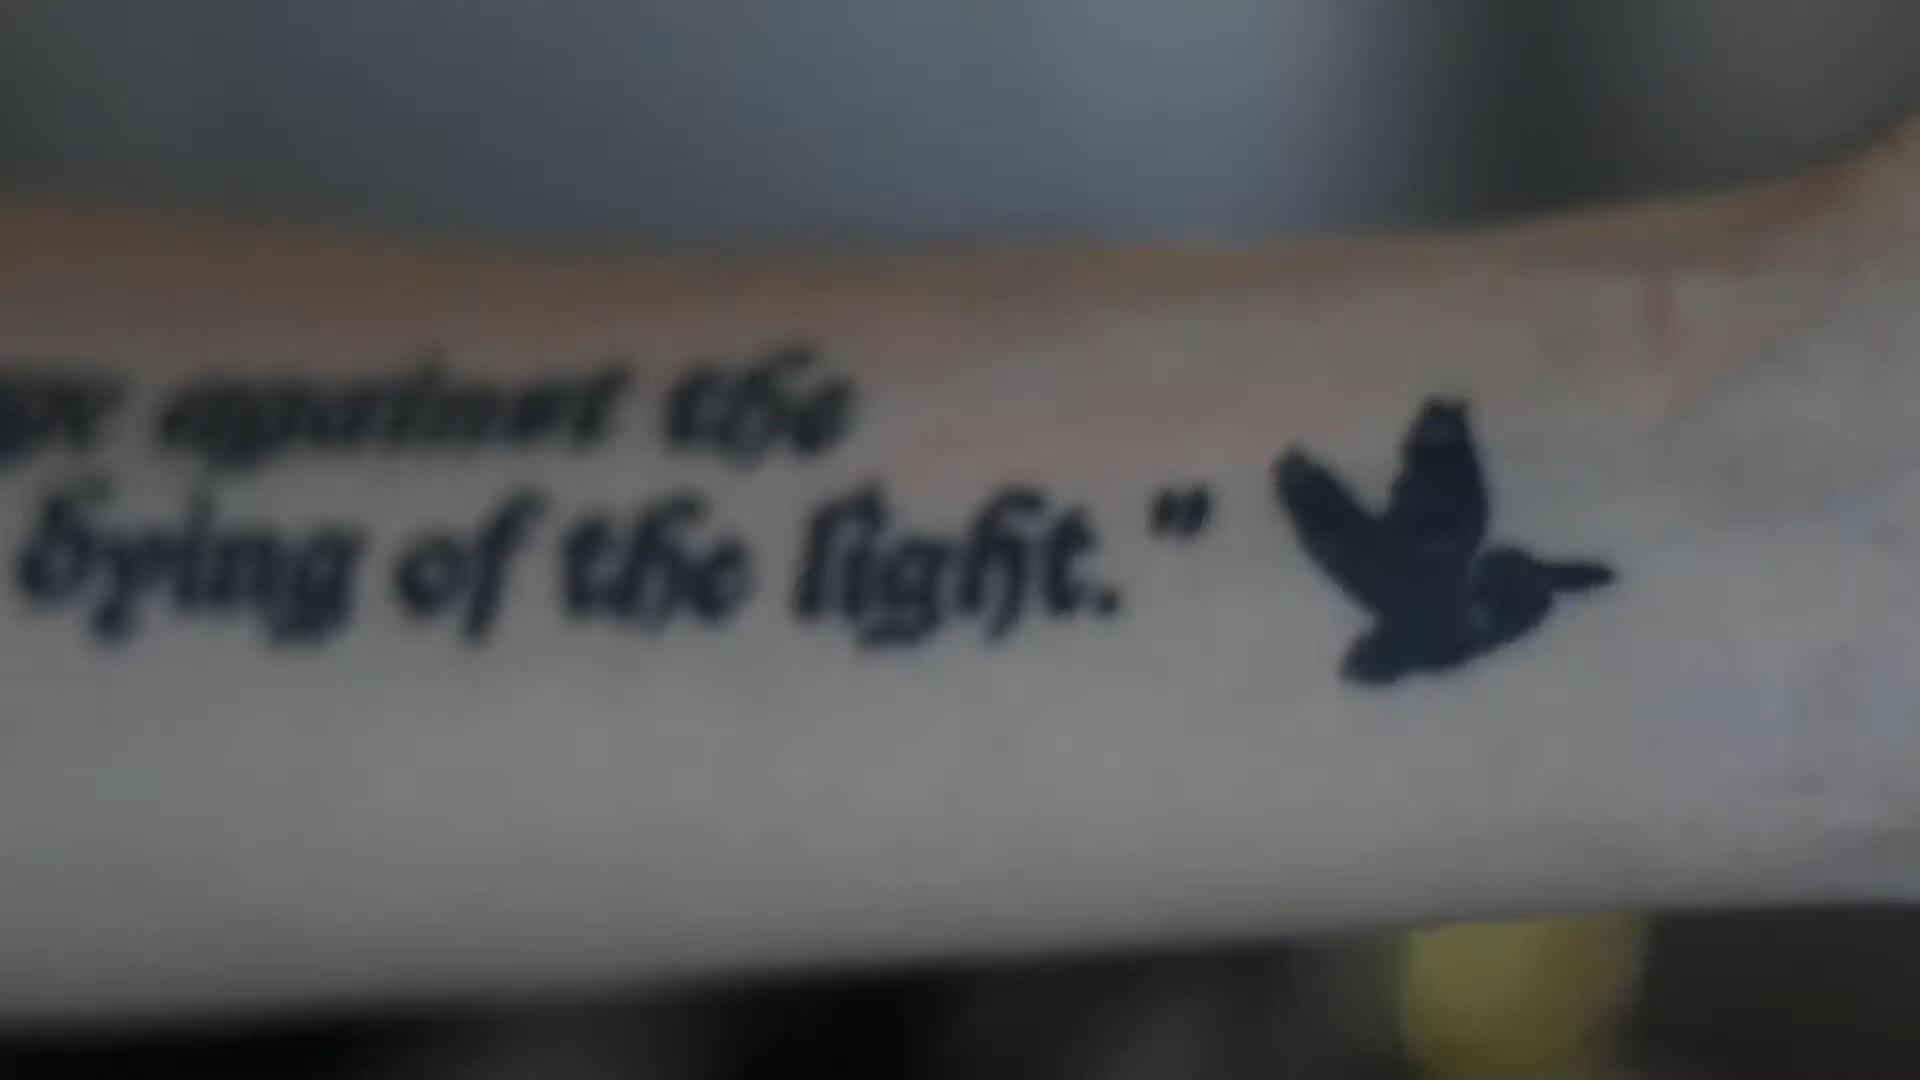 against the
dying of the light."